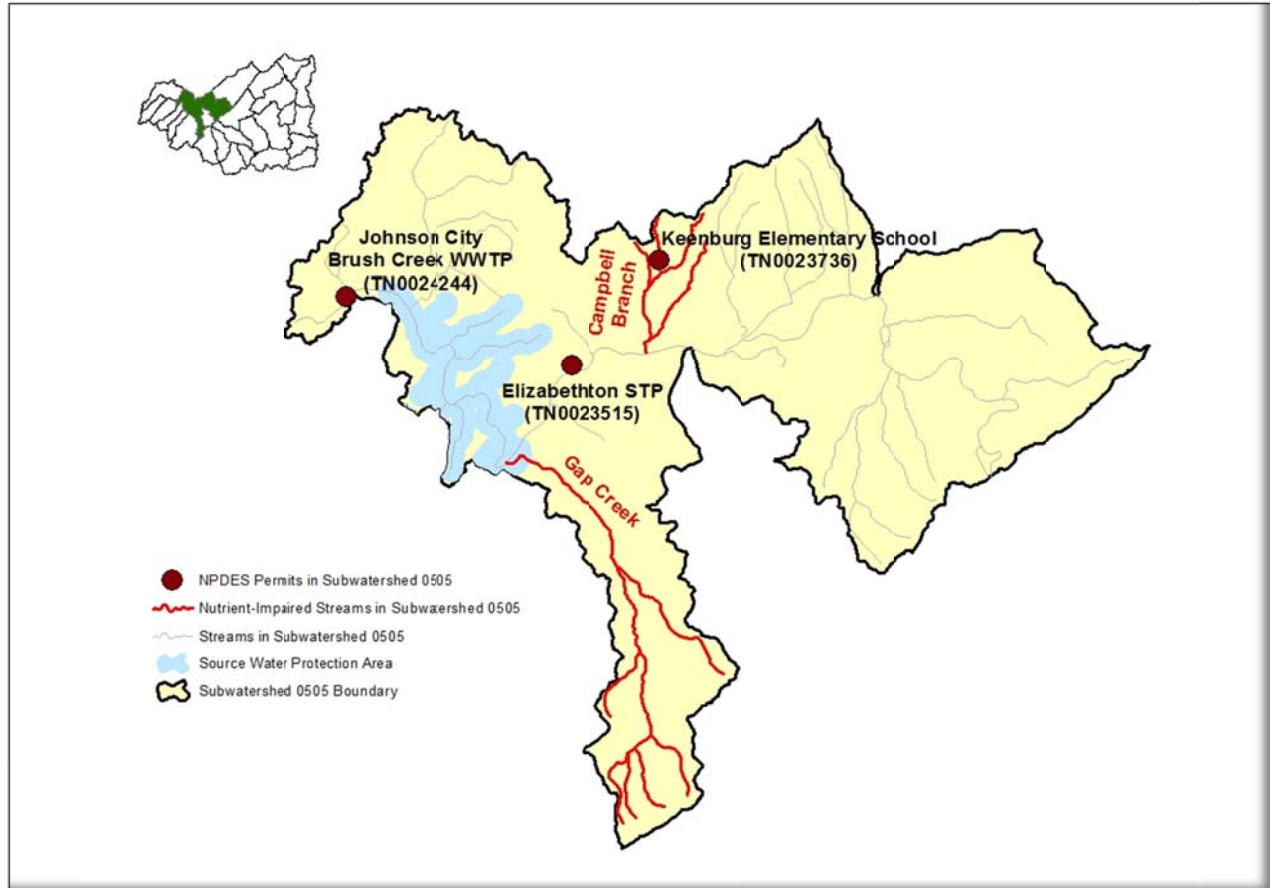 Johnson City
Brush Creek WWTP
(TN0024244)
Keenburg Elementary School
(TN0023736)
Campbell
Branch
Elizabethton STP
(TN0023515)
Gap Creek
NPDES Permits in Subwatershed 0505
Nutrient-Impaired Streams in Subwatershed 0505
Streams in Subwatershed 0505
Source Water Protection Area
Subwatershed 0505 Boundary